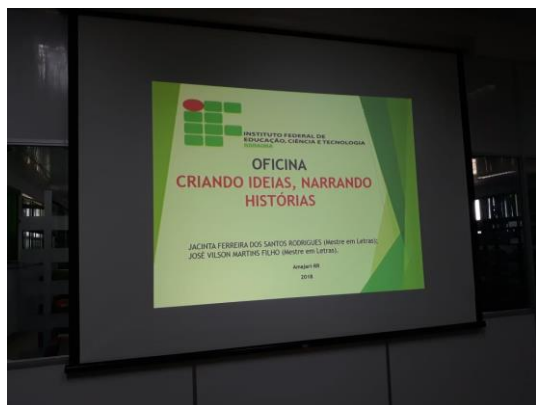 INSTITUTO FEDERAL DE
EDUCAÇÃO, CIÊNCIA E TECNOLOGIA
RORAIMA
OFICINA
CRIANDO IDEIAS, NARRANDO
HISTÓRIAS
JACINTA FERREIRA DOS SANTOS RODRIGUES (Mestre em Letras);
JOSÉ VILSON MARTINS FILHO (Mestre em Letras).
Amajari-RR
2018